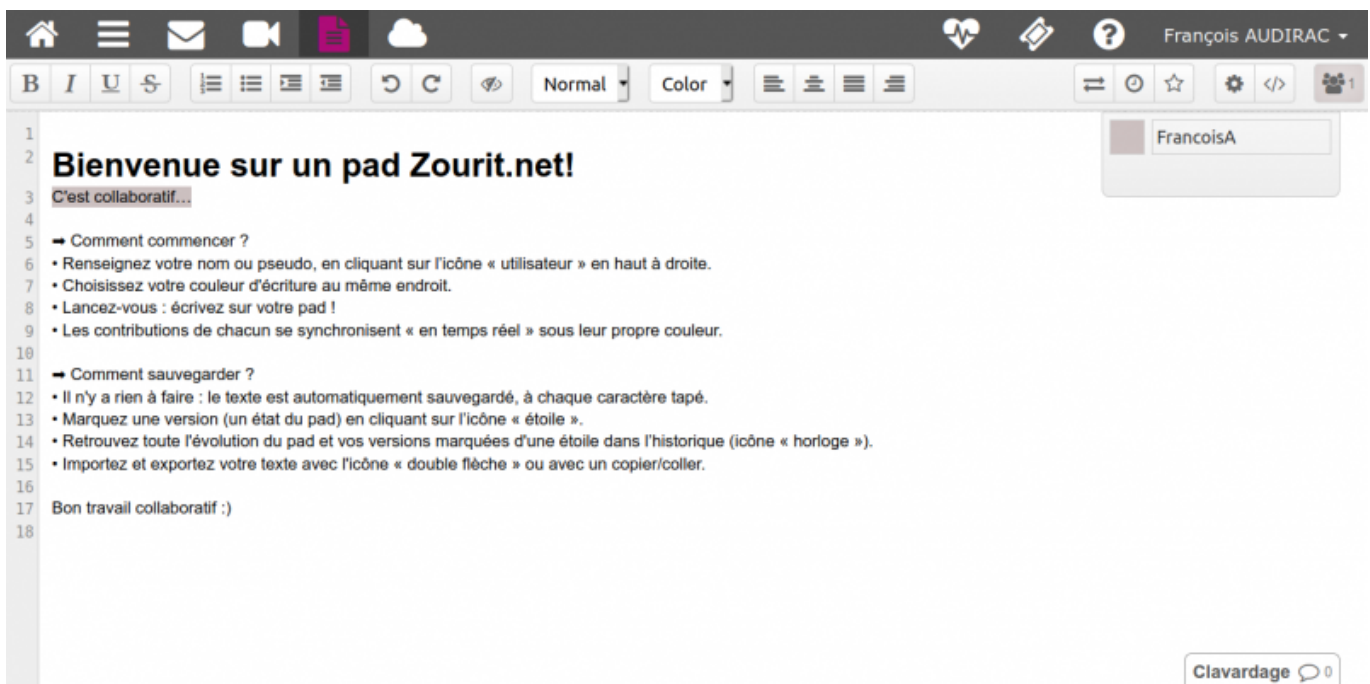 François AUDIRAC
B I U S Normal Color </> 1
FrancoisA
1
2 Bienvenue sur un pad Zourit.net!
3 C'est collaboratif…
4
5 ➡ Comment commencer ?
6 • Renseignez votre nom ou pseudo, en cliquant sur l'icône « utilisateur » en haut à droite.
7 • Choisissez votre couleur d'écriture au même endroit.
8 • Lancez-vous : écrivez sur votre pad !
9 • Les contributions de chacun se synchronisent « en temps réel » sous leur propre couleur.
10
11 ➡ Comment sauvegarder ?
12 • Il n'y a rien à faire : le texte est automatiquement sauvegardé, à chaque caractère tapé.
13 • Marquez une version (un état du pad) en cliquant sur l'icône « étoile ».
14 • Retrouvez toute l'évolution du pad et vos versions marquées d'une étoile dans l'historique (icône « horloge »).
15 • Importez et exportez votre texte avec l'icône « double flèche » ou avec un copier/coller.
16
17 Bon travail collaboratif :)
18
Clavardage 0